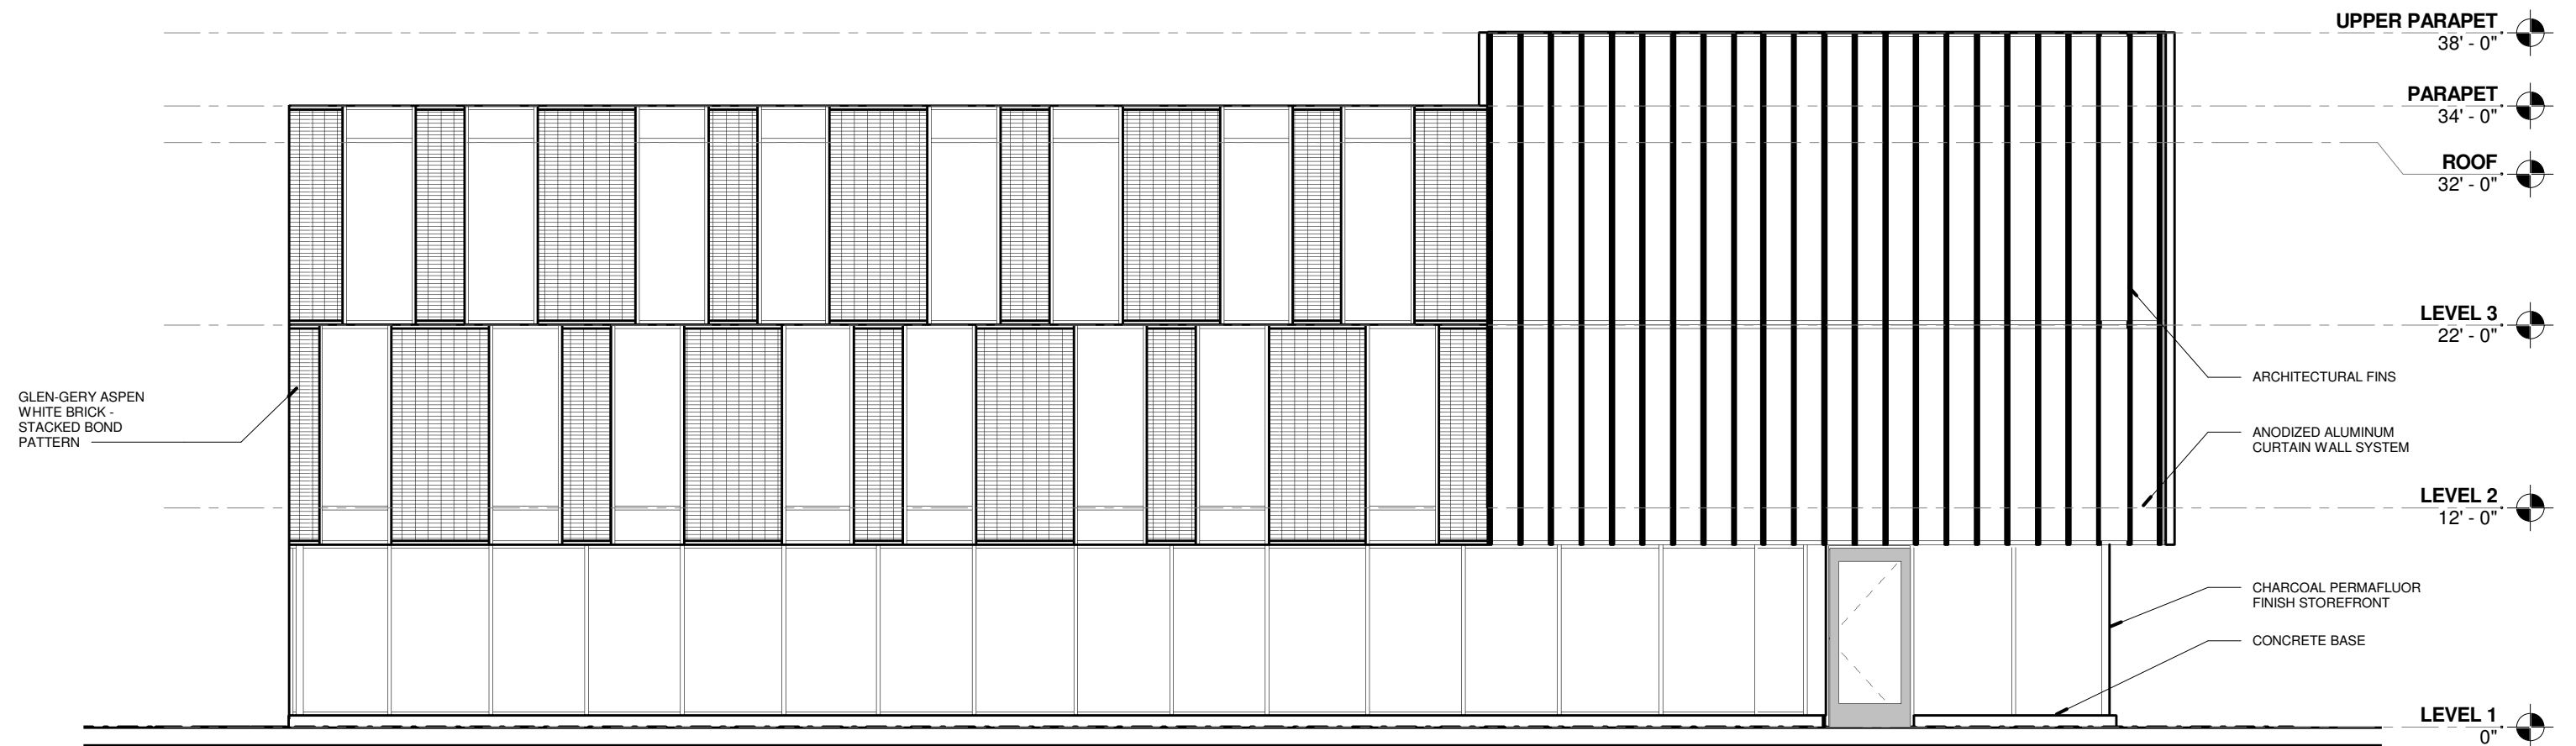 UPPER PARAPET
38' - 0"
PARAPET
34' - 0"
ROOF
32' - 0"
LEVEL 3
22' - 0"
GLEN-GERY ASPEN
WHITE BRICK -
STACKED BOND
PATTERN
ARCHITECTURAL FINS
ANODIZED ALUMINUM
CURTAIN WALL SYSTEM
LEVEL 2
12' - 0"
CHARCOAL PERMAFLUOR
FINISH STOREFRONT
CONCRETE BASE
LEVEL 1
0"